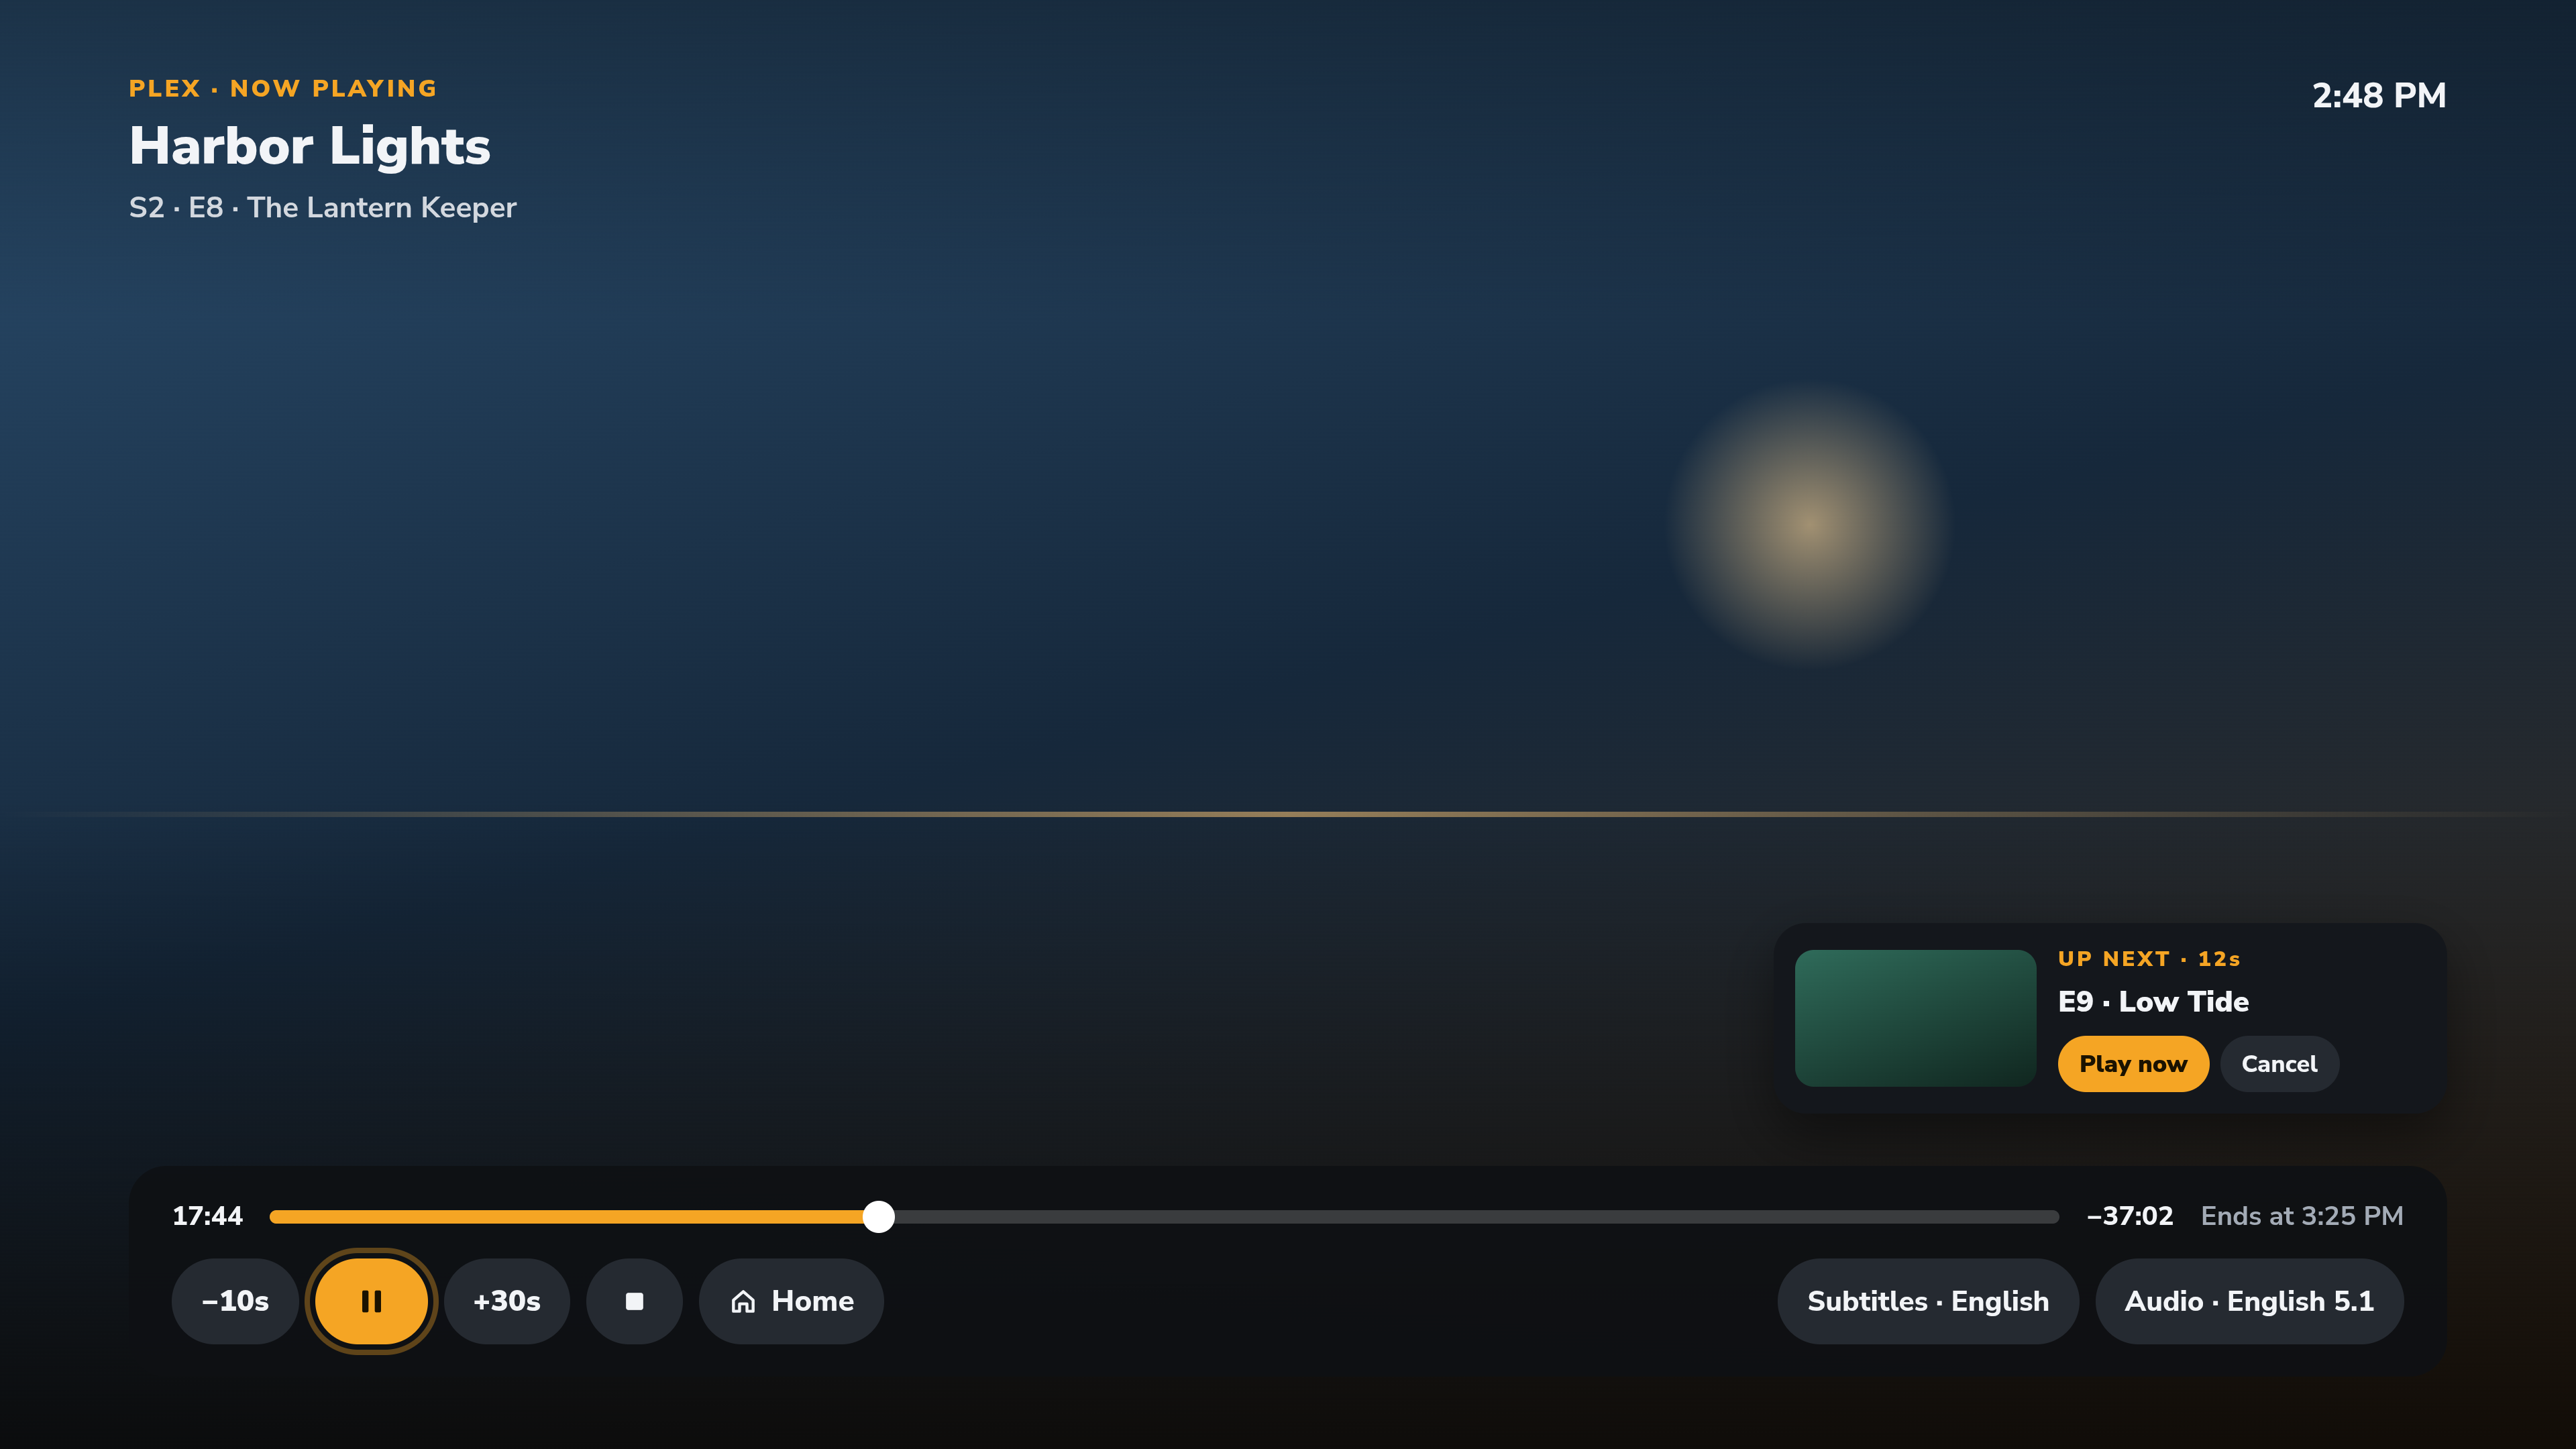 PLEX · NOW PLAYING
2:48 PM
Harbor Lights
S2 · E8 · The Lantern Keeper
UP NEXT · 12s
E9 · Low Tide
Play now
Cancel
17:44
−37:02
Ends at 3:25 PM
−10s
+30s
Home
Subtitles · English
Audio · English 5.1